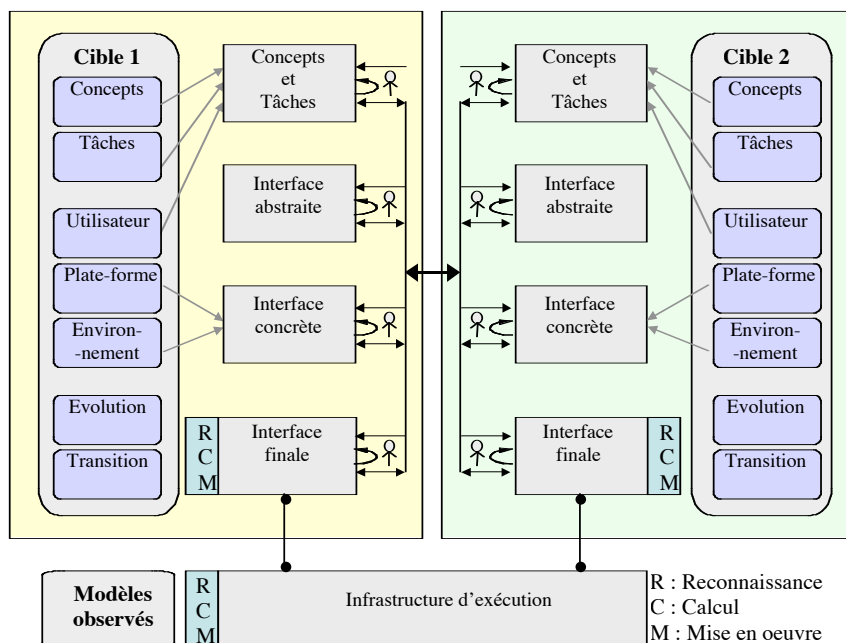 Cible 1
Concepts
Tâches
Utilisateur
Plate-forme
Environ-
-nement
Evolution
Transition
Concepts
et
Tâches
Interface
abstraite
Interface
concrète
R
C
M
Interface
finale
Concepts
et
Tâches
Interface
abstraite
Interface
concrète
Interface
finale
R
C
M
Cible 2
Concepts
Tâches
Utilisateur
Plate-forme
Environ-
-nement
Evolution
Transition
Modèles
observés
R
C
M
Infrastructure d'exécution
R : Reconnaissance
C : Calcul
M : Mise en oeuvre